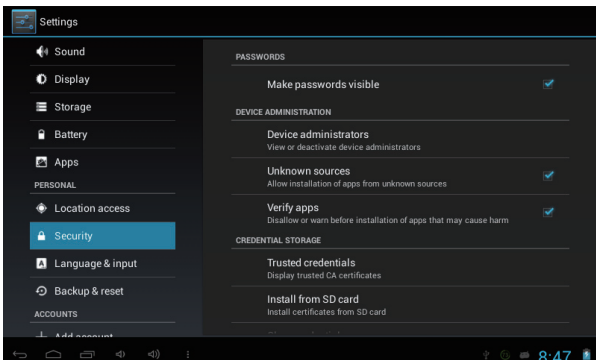 Settings
Sound
Display
Storage
Battery
Apps
PERSONAL
Location access
Security
Language & input
Backup & reset
ACCOUNTS
Add account
PASSWORDS
Make passwords visible
DEVICE ADMINISTRATION
Device administrators
View or deactivate device administrators
Unknown sources
Allow installation of apps from unknown sources
Verify apps
Disallow or warn before installation of apps that may cause harm
CREDENTIAL STORAGE
Trusted credentials
Display trusted CA certificates
Install from SD card
Install certificates from SD card
8:47